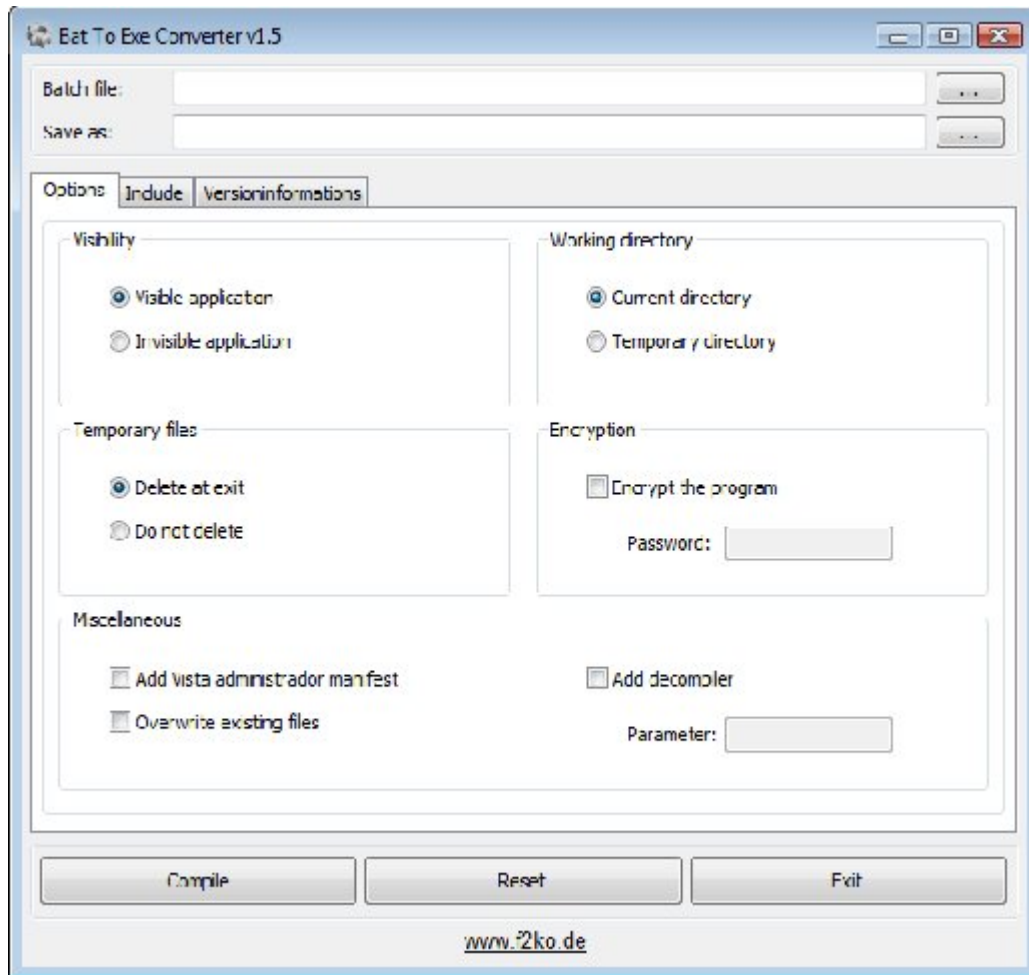 Bat To Exe Converter v1.5
Batch file: ...
Save as: ...
Options Include Versioninformations
Visibility Working directory
Visible application Current directory
Invisible application Temporary directory
Temporary files Encryption
Delete at exit Encrypt the program
Do not delete Password:
Miscellaneous
Add Vista administrador manifest Add decompiler
Overwrite existing files Parameter:
Compile Reset Exit
www.f2ko.de